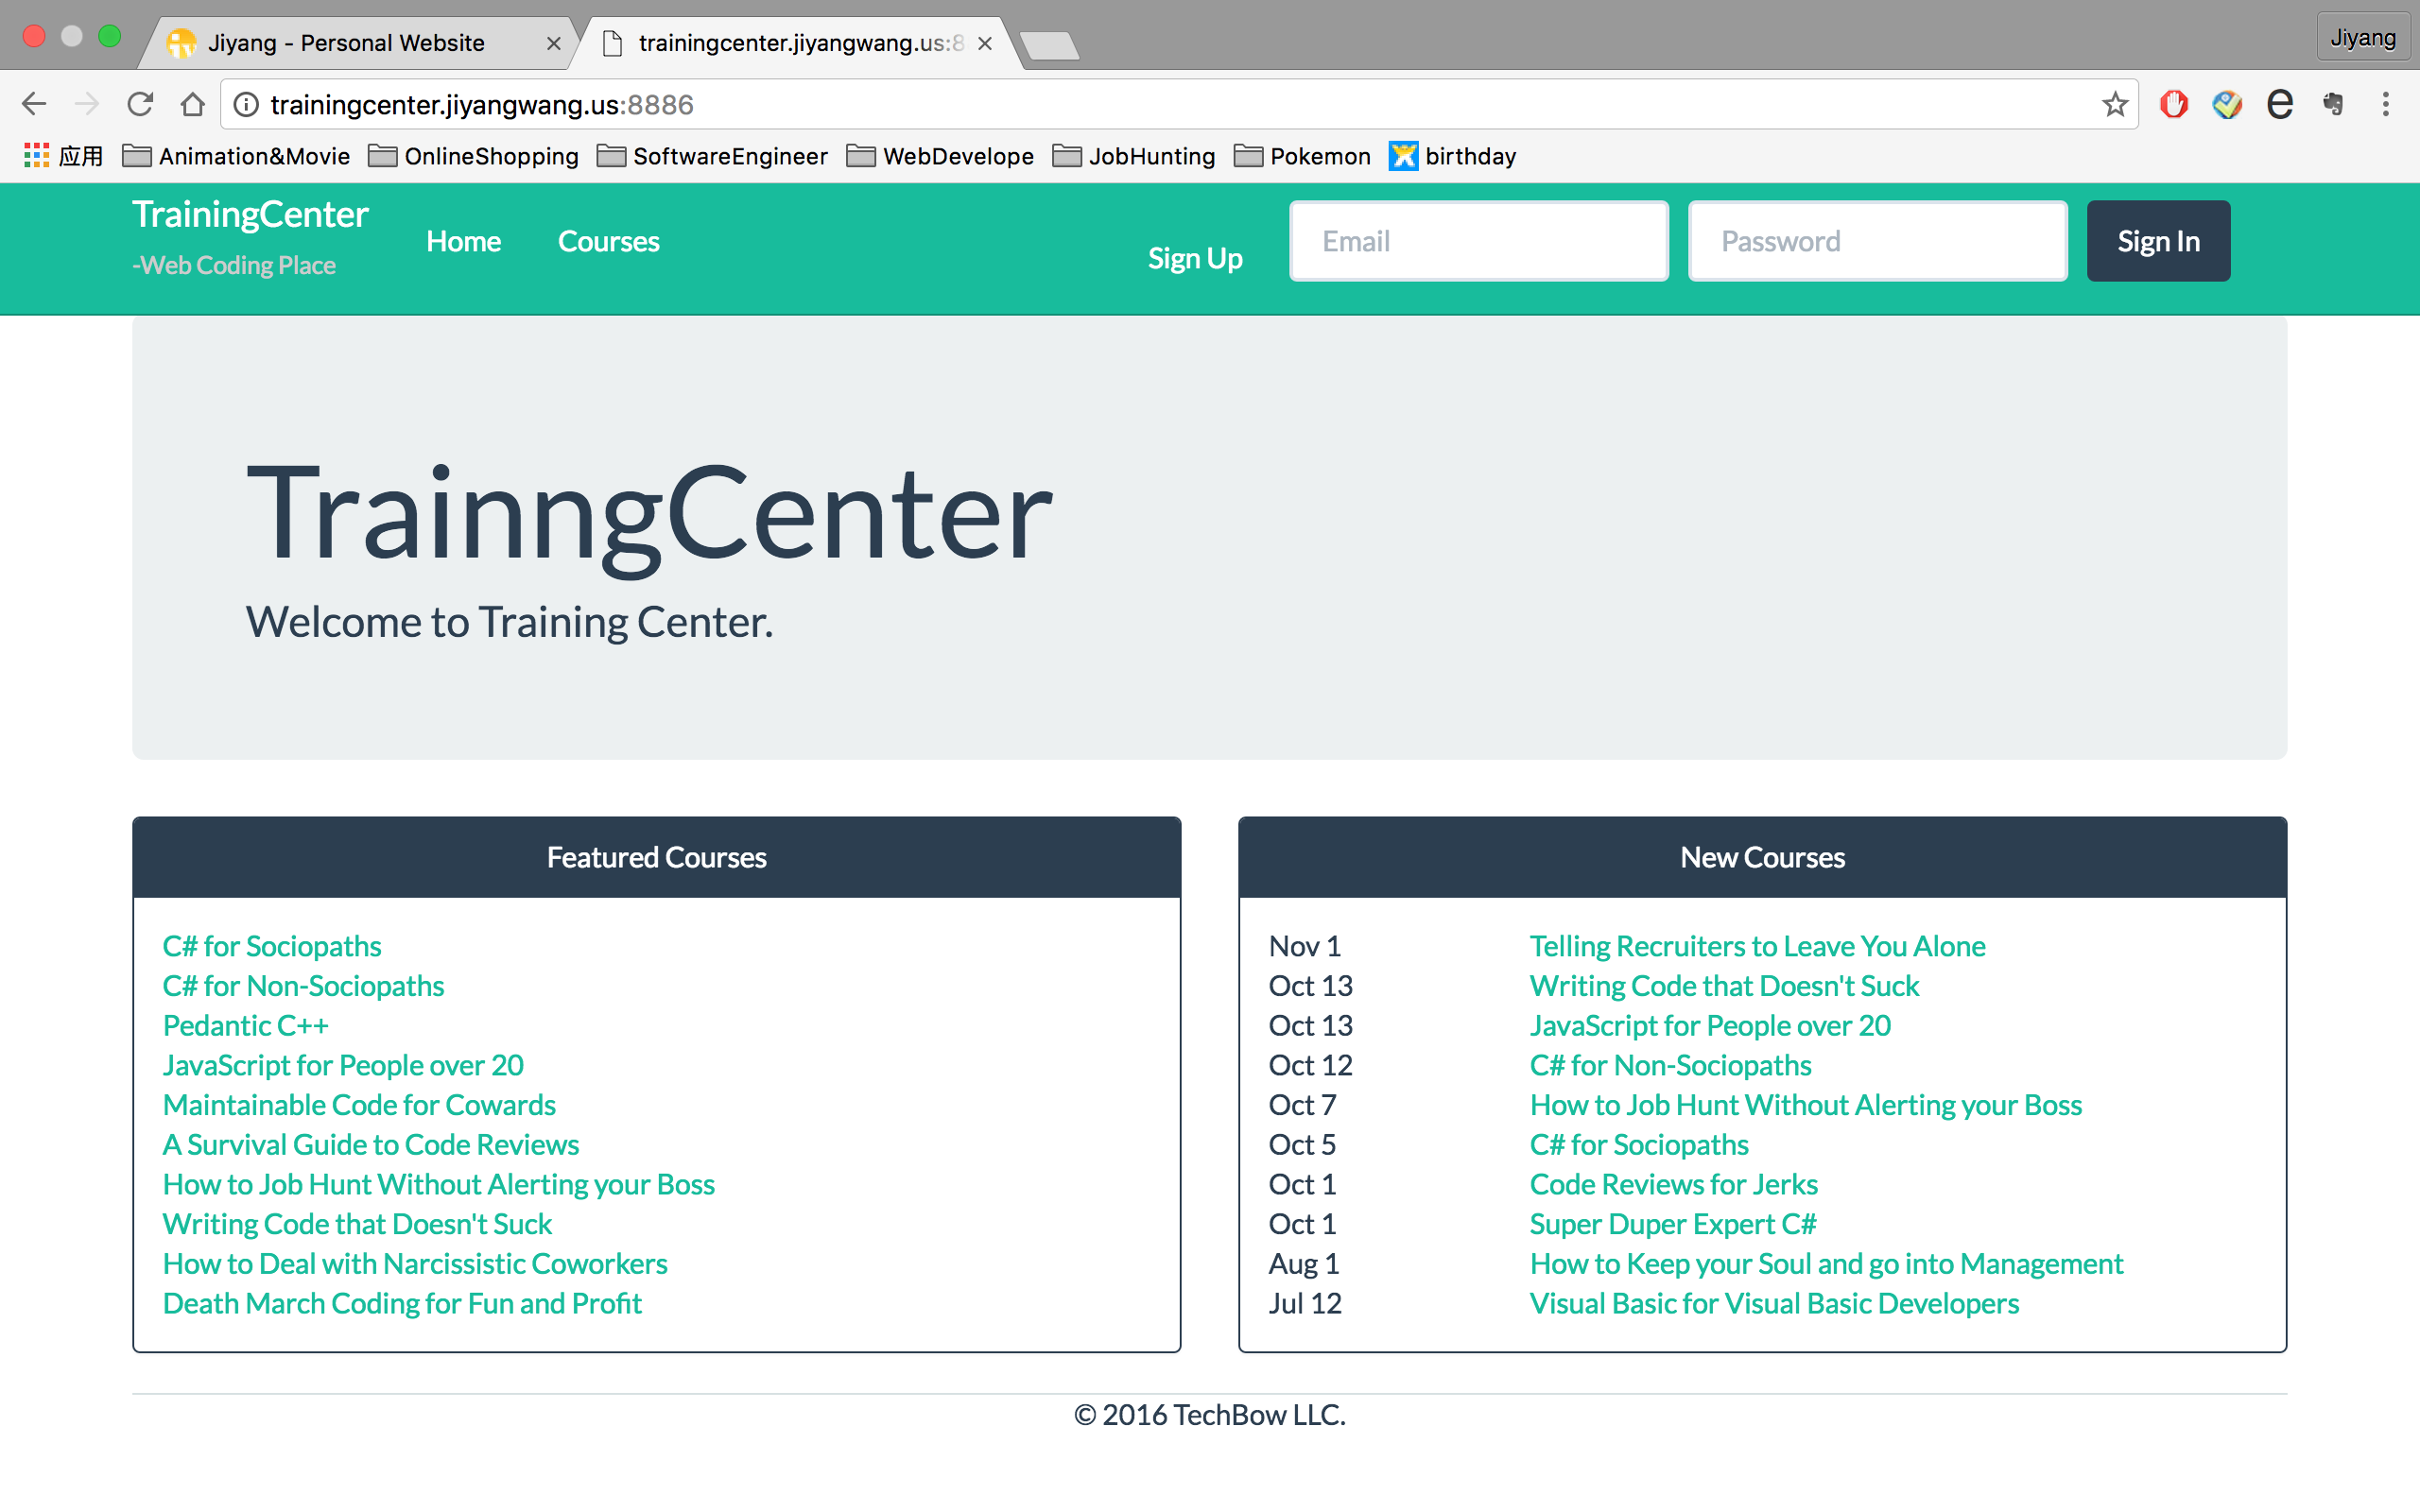 Jiyang - Personal Website
trainingcenter.jiyangwang.us:8
Jiyang
trainingcenter.jiyangwang.us:8886
应用 Animation&Movie OnlineShopping SoftwareEngineer WebDevelope JobHunting Pokemon birthday
TrainingCenter
-Web Coding Place
Home Courses Sign Up Email Password Sign In
TrainngCenter
Welcome to Training Center.
Featured Courses
C# for Sociopaths
C# for Non-Sociopaths
Pedantic C++
JavaScript for People over 20
Maintainable Code for Cowards
A Survival Guide to Code Reviews
How to Job Hunt Without Alerting your Boss
Writing Code that Doesn't Suck
How to Deal with Narcissistic Coworkers
Death March Coding for Fun and Profit
New Courses
Nov 1 Telling Recruiters to Leave You Alone
Oct 13 Writing Code that Doesn't Suck
Oct 13 JavaScript for People over 20
Oct 12 C# for Non-Sociopaths
Oct 7 How to Job Hunt Without Alerting your Boss
Oct 5 C# for Sociopaths
Oct 1 Code Reviews for Jerks
Oct 1 Super Duper Expert C#
Aug 1 How to Keep your Soul and go into Management
Jul 12 Visual Basic for Visual Basic Developers
© 2016 TechBow LLC.